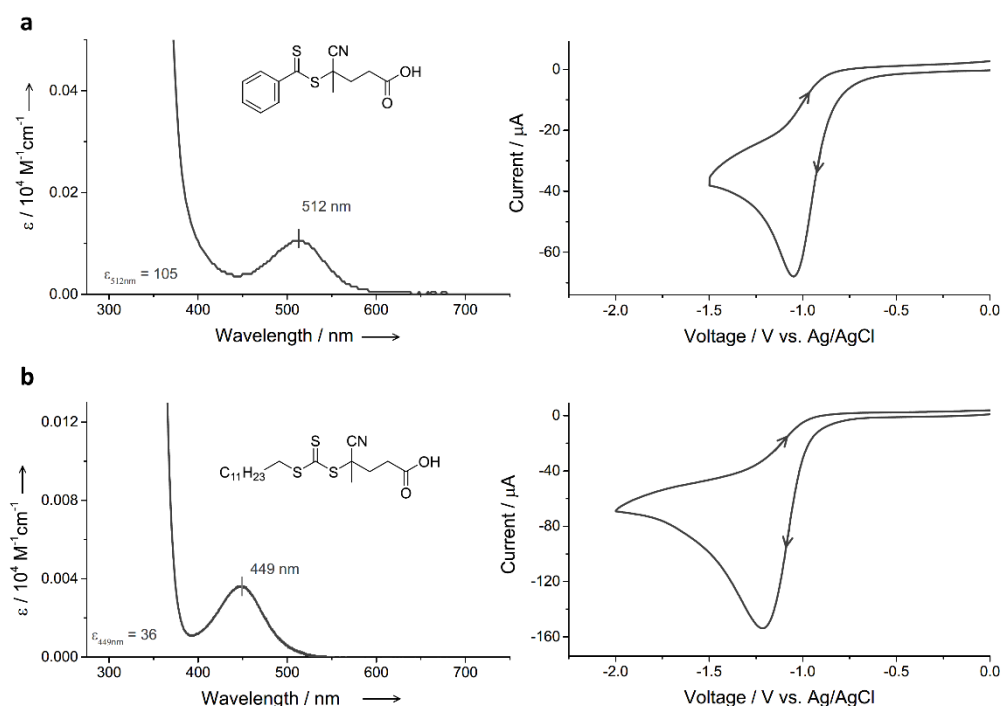 a
0.04
0.02
0.00
ε / 10⁴ M⁻¹cm⁻¹ ⟶
S
CN
S
OH
O
512 nm
ε₅₁₂ₙₘ = 105
300 400 500 600 700
Wavelength / nm ⟶
0
-20
-40
-60
Current / μA
-2.0 -1.5 -1.0 -0.5 0.0
Voltage / V vs. Ag/AgCl
b
0.012
0.008
0.004
0.000
ε / 10⁴ M⁻¹cm⁻¹ ⟶
S
CN
C₁₁H₂₃
S
S
OH
O
449 nm
ε₄₄₉ₙₘ = 36
300 400 500 600 700
Wavelength / nm ⟶
0
-40
-80
-120
-160
Current / μA
-2.0 -1.5 -1.0 -0.5 0.0
Voltage / V vs. Ag/AgCl